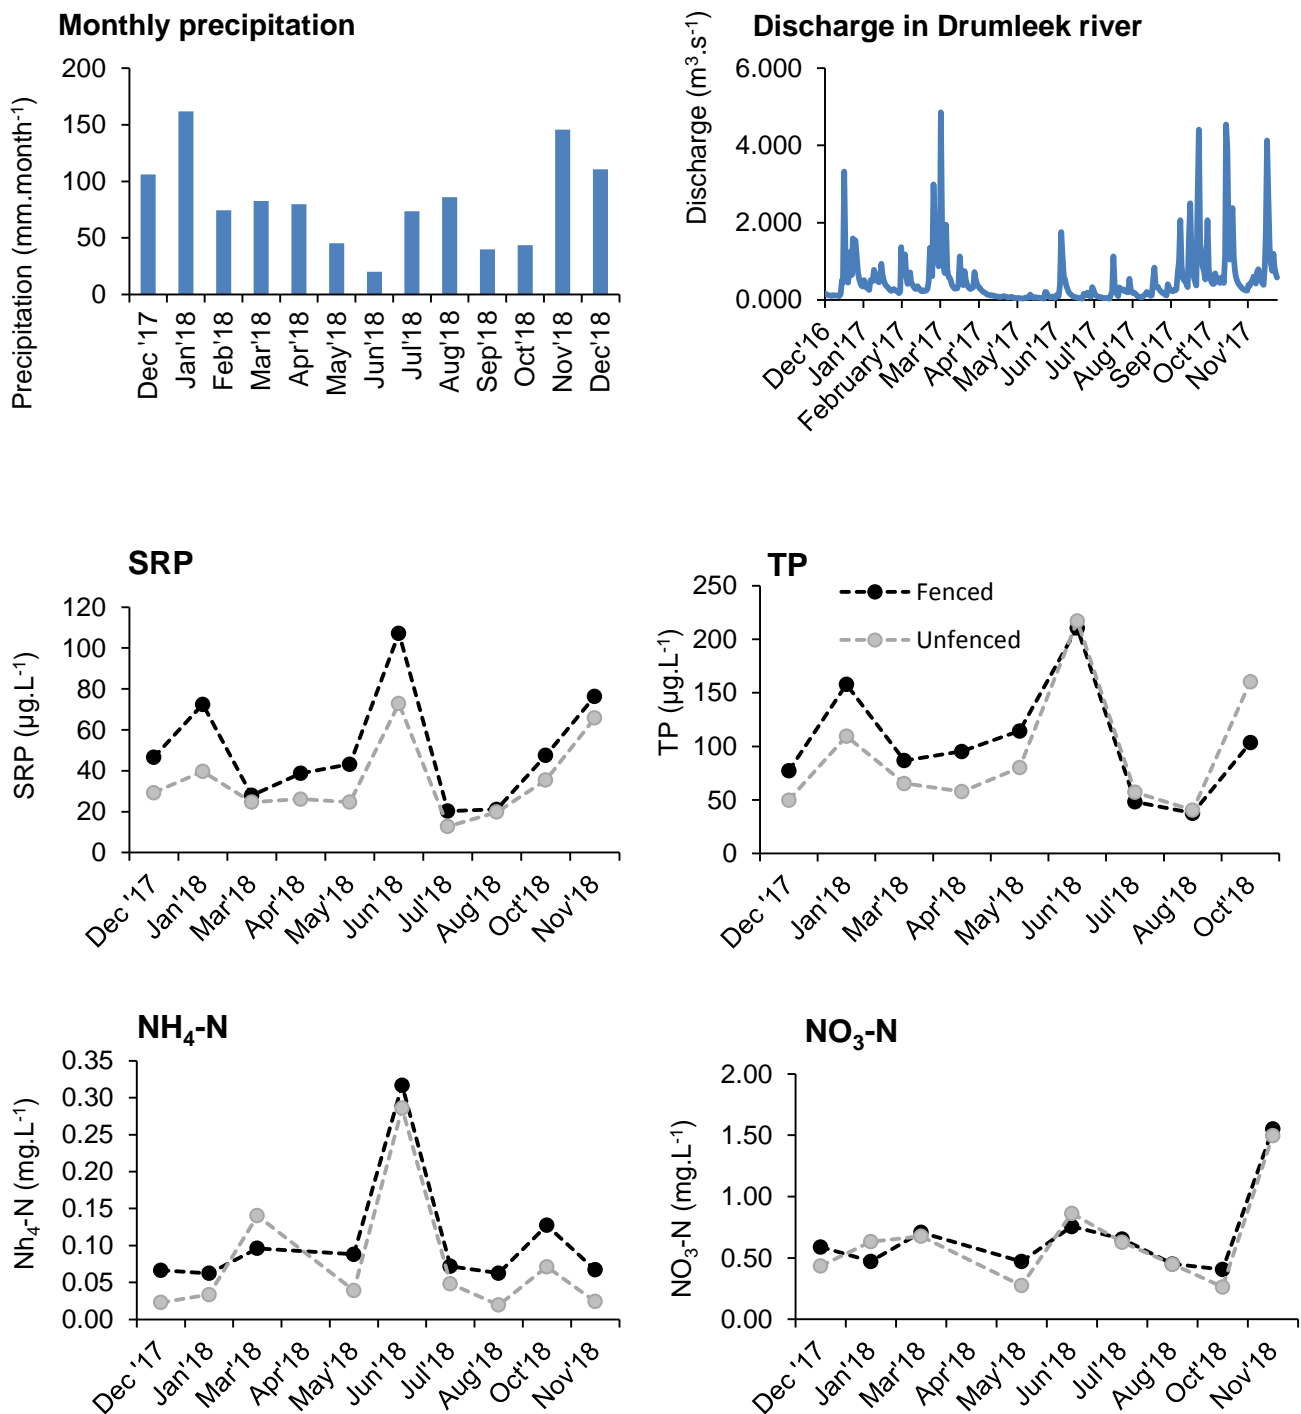 Monthly precipitation
Precipitation (mm.month⁻¹)
200
150
100
50
0
Dec '17
Jan'18
Feb'18
Mar'18
Apr'18
May'18
Jun'18
Jul'18
Aug'18
Sep'18
Oct'18
Nov'18
Dec'18
Discharge in Drumleek river
Discharge (m³.s⁻¹)
6.000
4.000
2.000
0.000
Dec'16
Jan'17
February'17
Mar'17
Apr'17
May'17
Jun'17
Jul'17
Aug'17
Sep'17
Oct'17
Nov'17
SRP
SRP (µg.L⁻¹)
120
100
80
60
40
20
0
Dec '17
Jan'18
Mar'18
Apr'18
May'18
Jun'18
Jul'18
Aug'18
Oct'18
Nov'18
TP
TP (µg.L⁻¹)
250
200
150
100
50
0
Fenced
Unfenced
Dec '17
Jan'18
Mar'18
Apr'18
May'18
Jun'18
Jul'18
Aug'18
Oct'18
NH₄-N
Nh₄-N (mg.L⁻¹)
0.35
0.30
0.25
0.20
0.15
0.10
0.05
0.00
Dec '17
Jan'18
Mar'18
Apr'18
May'18
Jun'18
Jul'18
Aug'18
Oct'18
Nov'18
NO₃-N
NO₃-N (mg.L⁻¹)
2.00
1.50
1.00
0.50
0.00
Dec '17
Jan'18
Mar'18
Apr'18
May'18
Jun'18
Jul'18
Aug'18
Oct'18
Nov'18